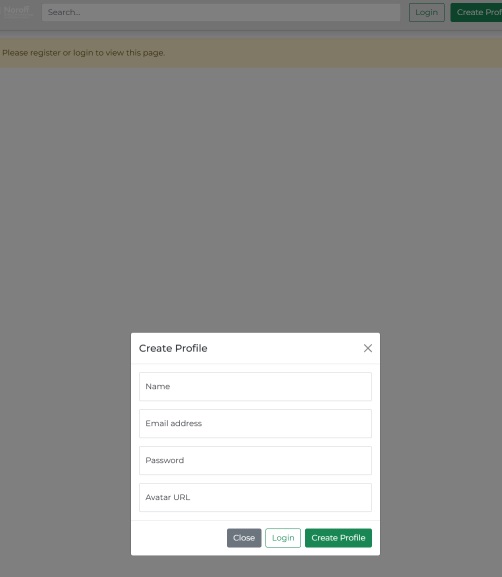 Noroff
Search...
Login
Create Prof
Please register or login to view this page.
Create Profile
Name
Email address
Password
Avatar URL
Close
Login
Create Profile